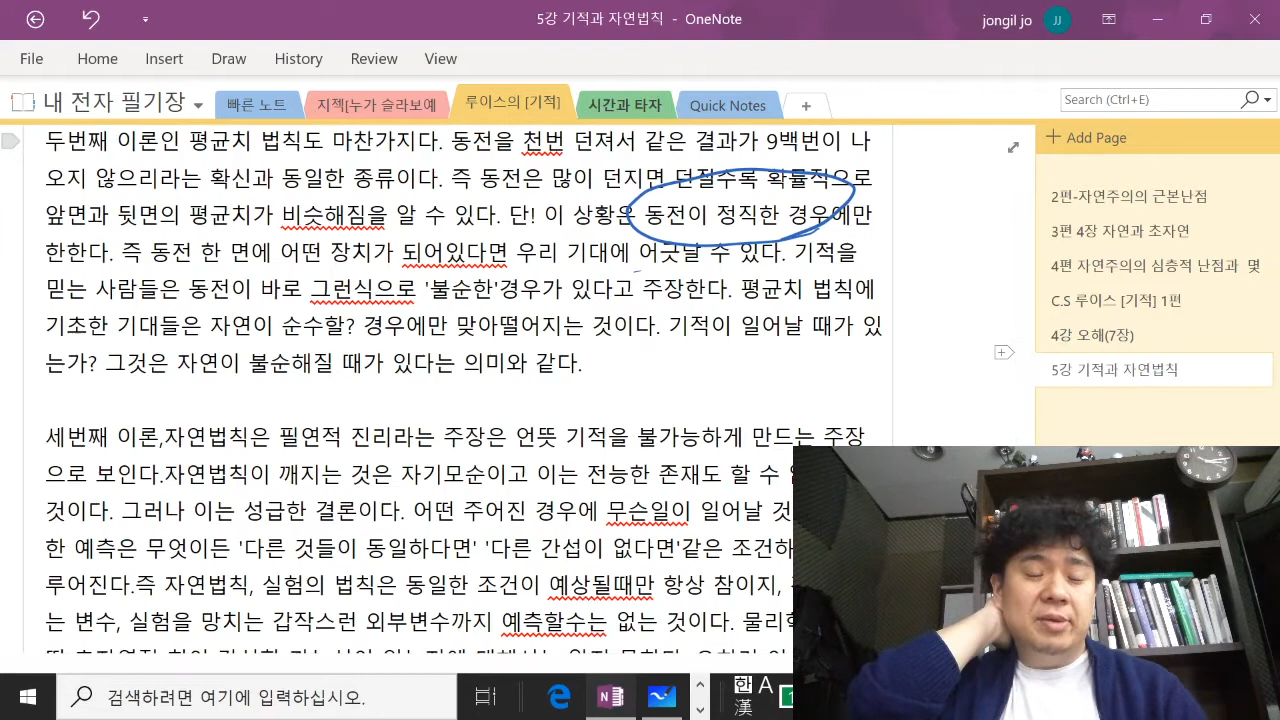 5강 기적과 자연법칙 - OneNote
jongil jo
JJ
File Home Insert Draw History Review View
내 전자 필기장
빠른 노트
지젝[누가 슬라보예
루이스의 [기적]
시간과 타자
Quick Notes
Search (Ctrl+E)
Add Page
2편-자연주의의 근본난점
3편 4장 자연과 초자연
4편 자연주의의 심층적 난점과 몇
C.S 루이스 [기적] 1편
4강 오해(7장)
5강 기적과 자연법칙
두번째 이론인 평균치 법칙도 마찬가지다. 동전을 천번 던져서 같은 결과가 9백번이 나
오지 않으리라는 확신과 동일한 종류이다. 즉 동전은 많이 던지면 던질수록 확률적으로
앞면과 뒷면의 평균치가 비슷해짐을 알 수 있다. 단! 이 상황은 동전이 정직한 경우에만
한한다. 즉 동전 한 면에 어떤 장치가 되어있다면 우리 기대에 어긋날 수 있다. 기적을
믿는 사람들은 동전이 바로 그런식으로 '불순한'경우가 있다고 주장한다. 평균치 법칙에
기초한 기대들은 자연이 순수할? 경우에만 맞아떨어지는 것이다. 기적이 일어날 때가 있
는가? 그것은 자연이 불순해질 때가 있다는 의미와 같다.
세번째 이론,자연법칙은 필연적 진리라는 주장은 언뜻 기적을 불가능하게 만드는 주장
으로 보인다.자연법칙이 깨지는 것은 자기모순이고 이는 전능한 존재도 할 수
것이다. 그러나 이는 성급한 결론이다. 어떤 주어진 경우에 무슨일이 일어날 것
한 예측은 무엇이든 '다른 것들이 동일하다면' '다른 간섭이 없다면'같은 조건하
루어진다.즉 자연법칙, 실험의 법칙은 동일한 조건이 예상될때만 항상 참이지,
는 변수, 실험을 망치는 갑작스런 외부변수까지 예측할수는 없는 것이다.
검색하려면 여기에 입력하십시오.
한 A
漢